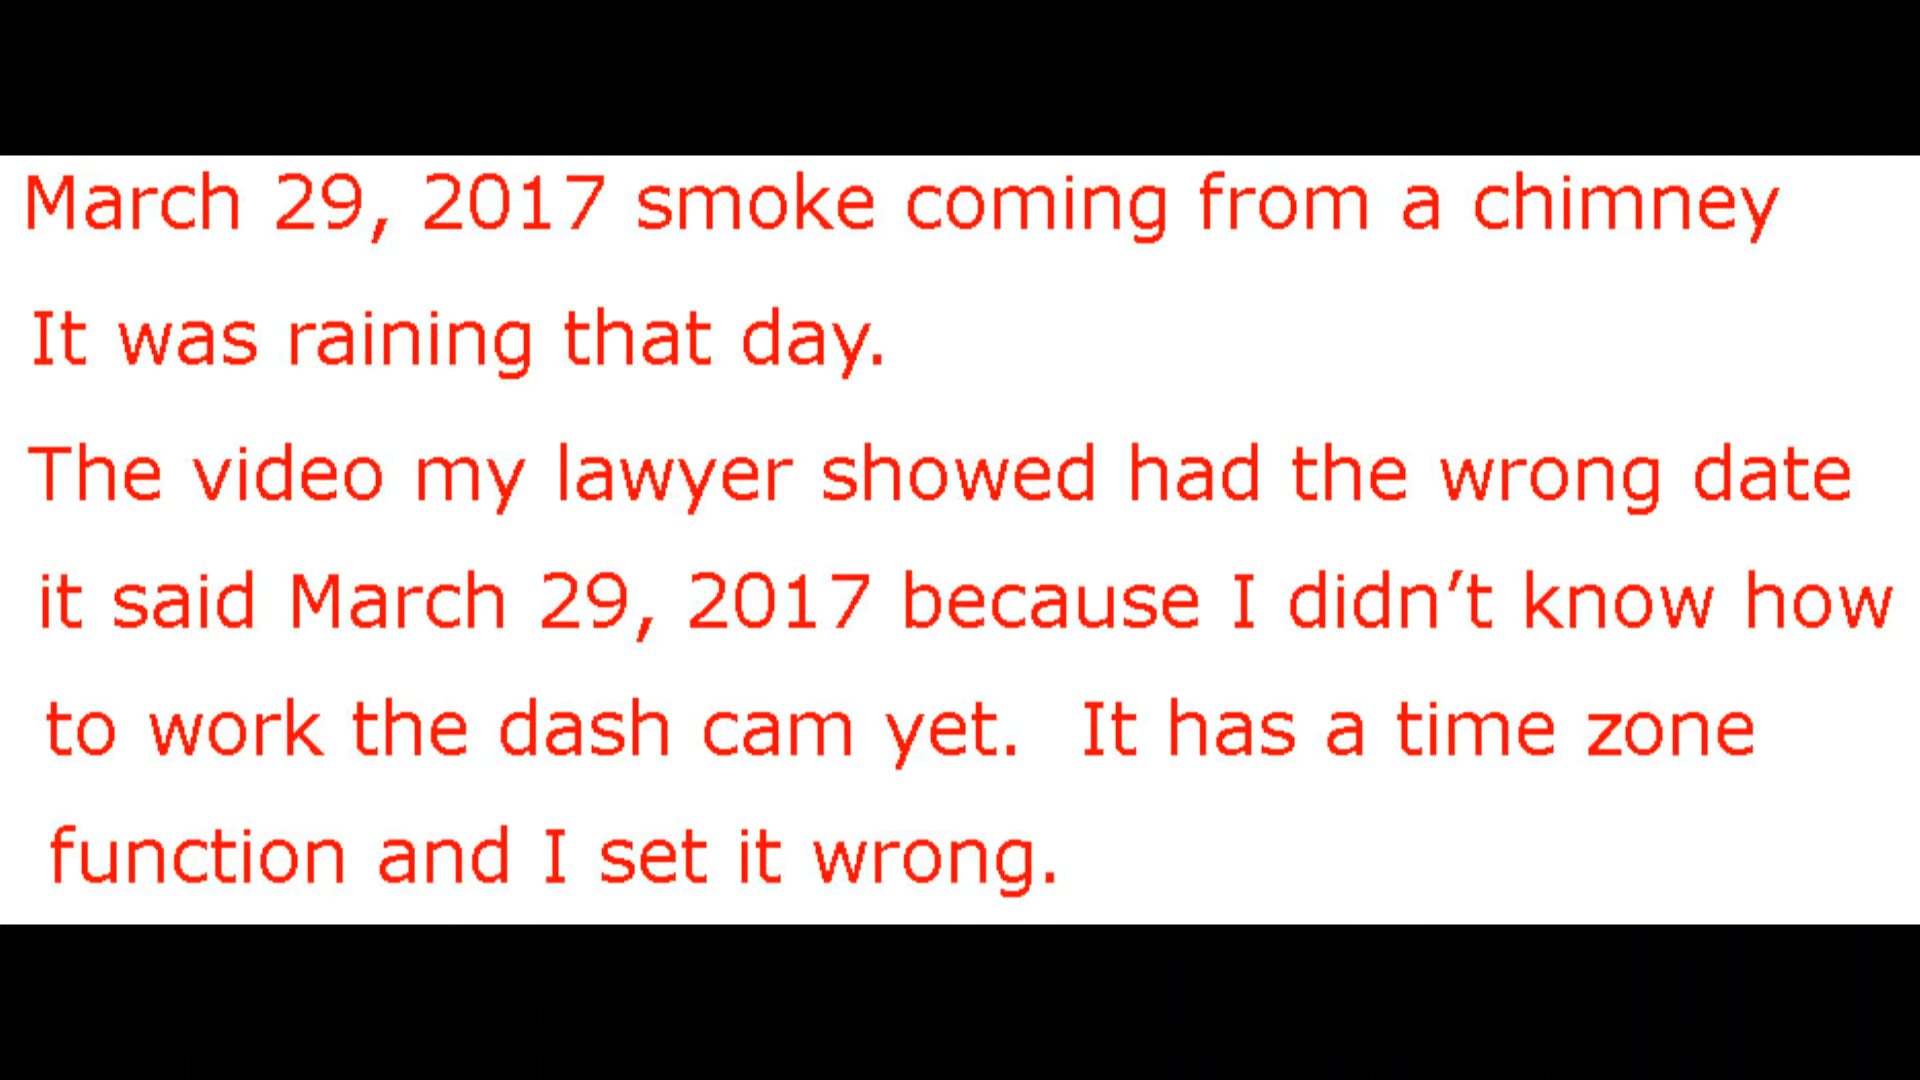 March 29, 2017 smoke coming from a chimney
It was raining that day.
The video my lawyer showed had the wrong date
it said March 29, 2017 because I didn’t know how
to work the dash cam yet.  It has a time zone
function and I set it wrong.